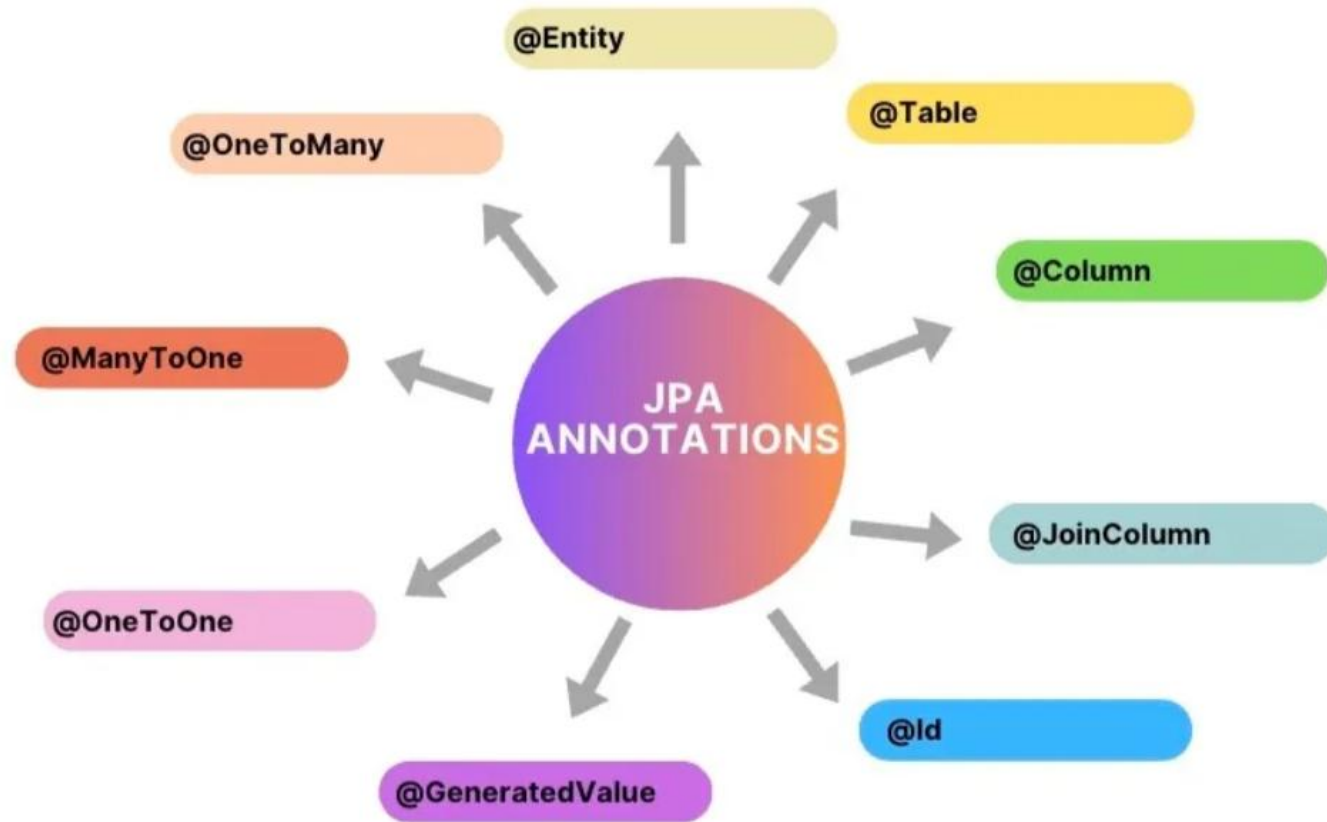 @Entity
@Table
@OneToMany
@Column
@ManyToOne
JPA
ANNOTATIONS
@JoinColumn
@OneToOne
@Id
@GeneratedValue